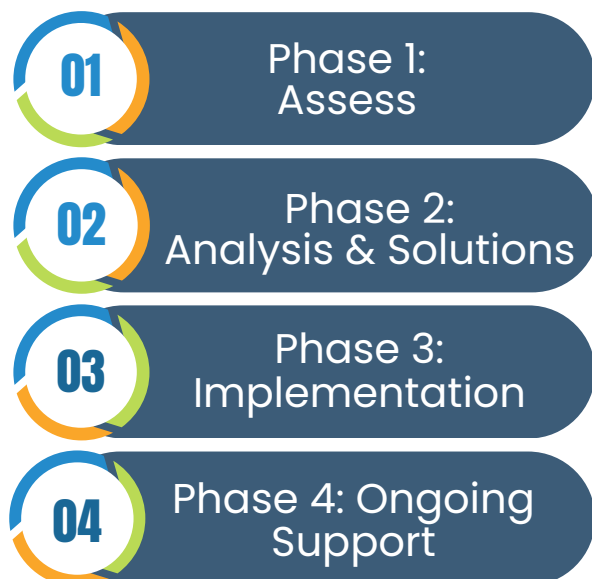 01
Phase 1:
Assess
02
Phase 2:
Analysis & Solutions
03
Phase 3:
Implementation
04
Phase 4: Ongoing
Support